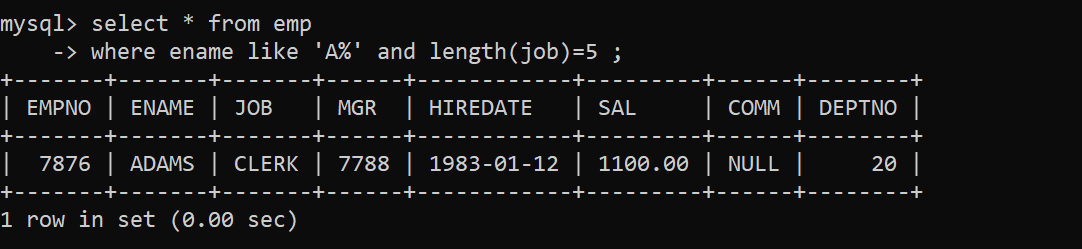 mysql> select * from emp
    -> where ename like 'A%' and length(job)=5 ;
+-------+-------+-------+------+------------+---------+------+--------+
| EMPNO | ENAME | JOB   | MGR  | HIREDATE   | SAL     | COMM | DEPTNO |
+-------+-------+-------+------+------------+---------+------+--------+
|  7876 | ADAMS | CLERK | 7788 | 1983-01-12 | 1100.00 | NULL |     20 |
+-------+-------+-------+------+------------+---------+------+--------+
1 row in set (0.00 sec)